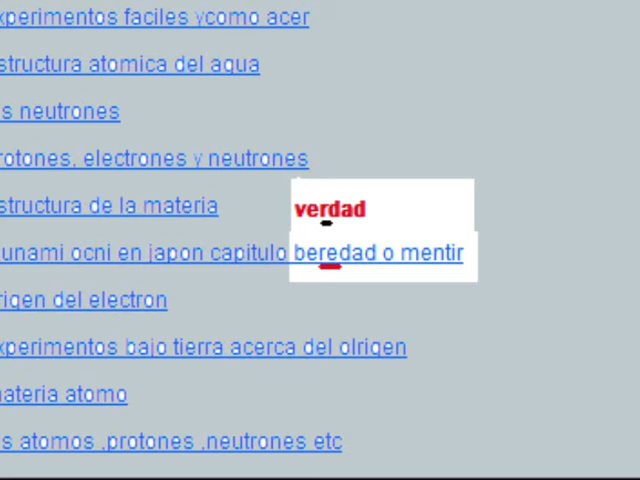 xperimentos faciles ycomo acer
structura atomica del agua
s neutrones
rotones, electrones y neutrones
structura de la materia
verdad
unami ocni en japon capitulo beredad o mentir
rigen del electron
xperimentos bajo tierra acerca del olrigen
materia atomo
s atomos ,protones ,neutrones etc